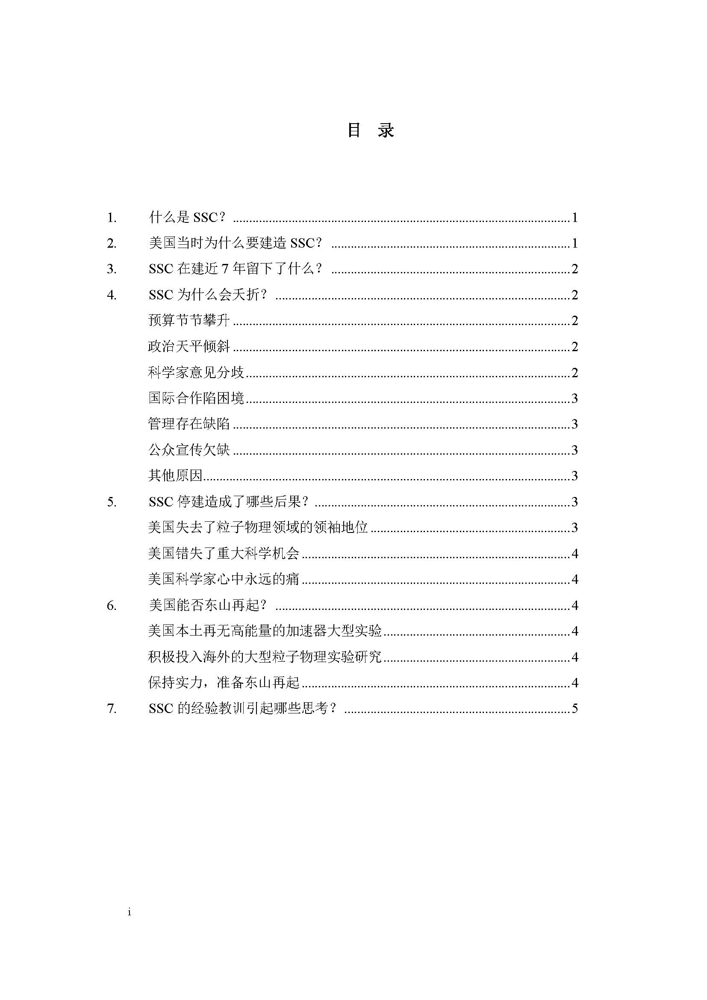 目 录
1. 什么是 SSC？ 1
2. 美国当时为什么要建造 SSC？ 1
3. SSC 在建近 7 年留下了什么？ 2
4. SSC 为什么会夭折？ 2
预算节节攀升 2
政治天平倾斜 2
科学家意见分歧 2
国际合作陷困境 3
管理存在缺陷 3
公众宣传欠缺 3
其他原因 3
5. SSC 停建造成了哪些后果？ 3
美国失去了粒子物理领域的领袖地位 3
美国错失了重大科学机会 4
美国科学家心中永远的痛 4
6. 美国能否东山再起？ 4
美国本土再无高能量的加速器大型实验 4
积极投入海外的大型粒子物理实验研究 4
保持实力，准备东山再起 4
7. SSC 的经验教训引起哪些思考？ 5
i